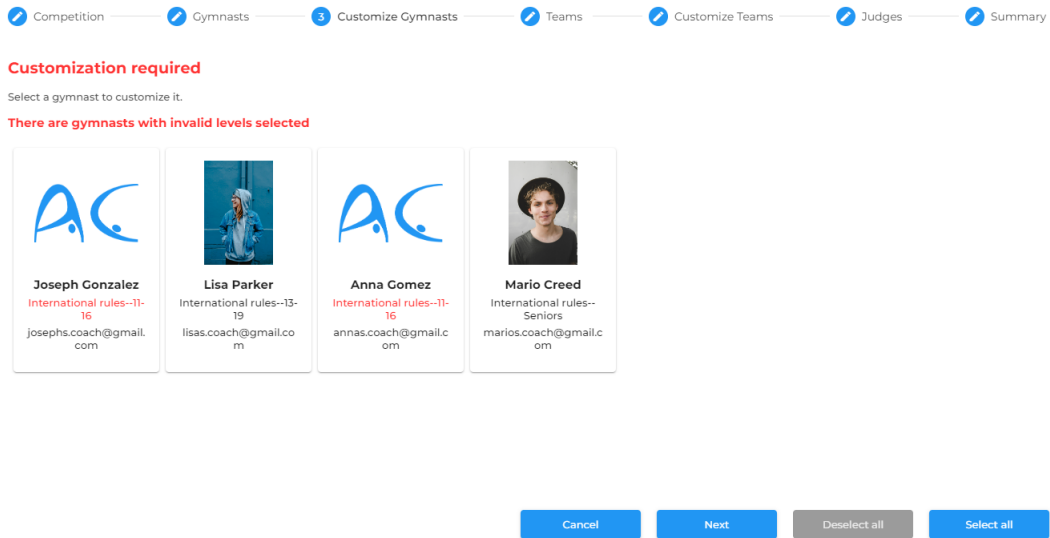 Competition
Gymnasts
3 Customize Gymnasts
Teams
Customize Teams
Judges
Summary
Customization required
Select a gymnast to customize it.
There are gymnasts with invalid levels selected
AC
Joseph Gonzalez
International rules--11-
16
josephs.coach@gmail.
com
Lisa Parker
International rules--13-
19
lisas.coach@gmail.co
m
AC
Anna Gomez
International rules--11-
16
annas.coach@gmail.c
om
Mario Creed
International rules--
Seniors
marios.coach@gmail.c
om
Cancel
Next
Deselect all
Select all